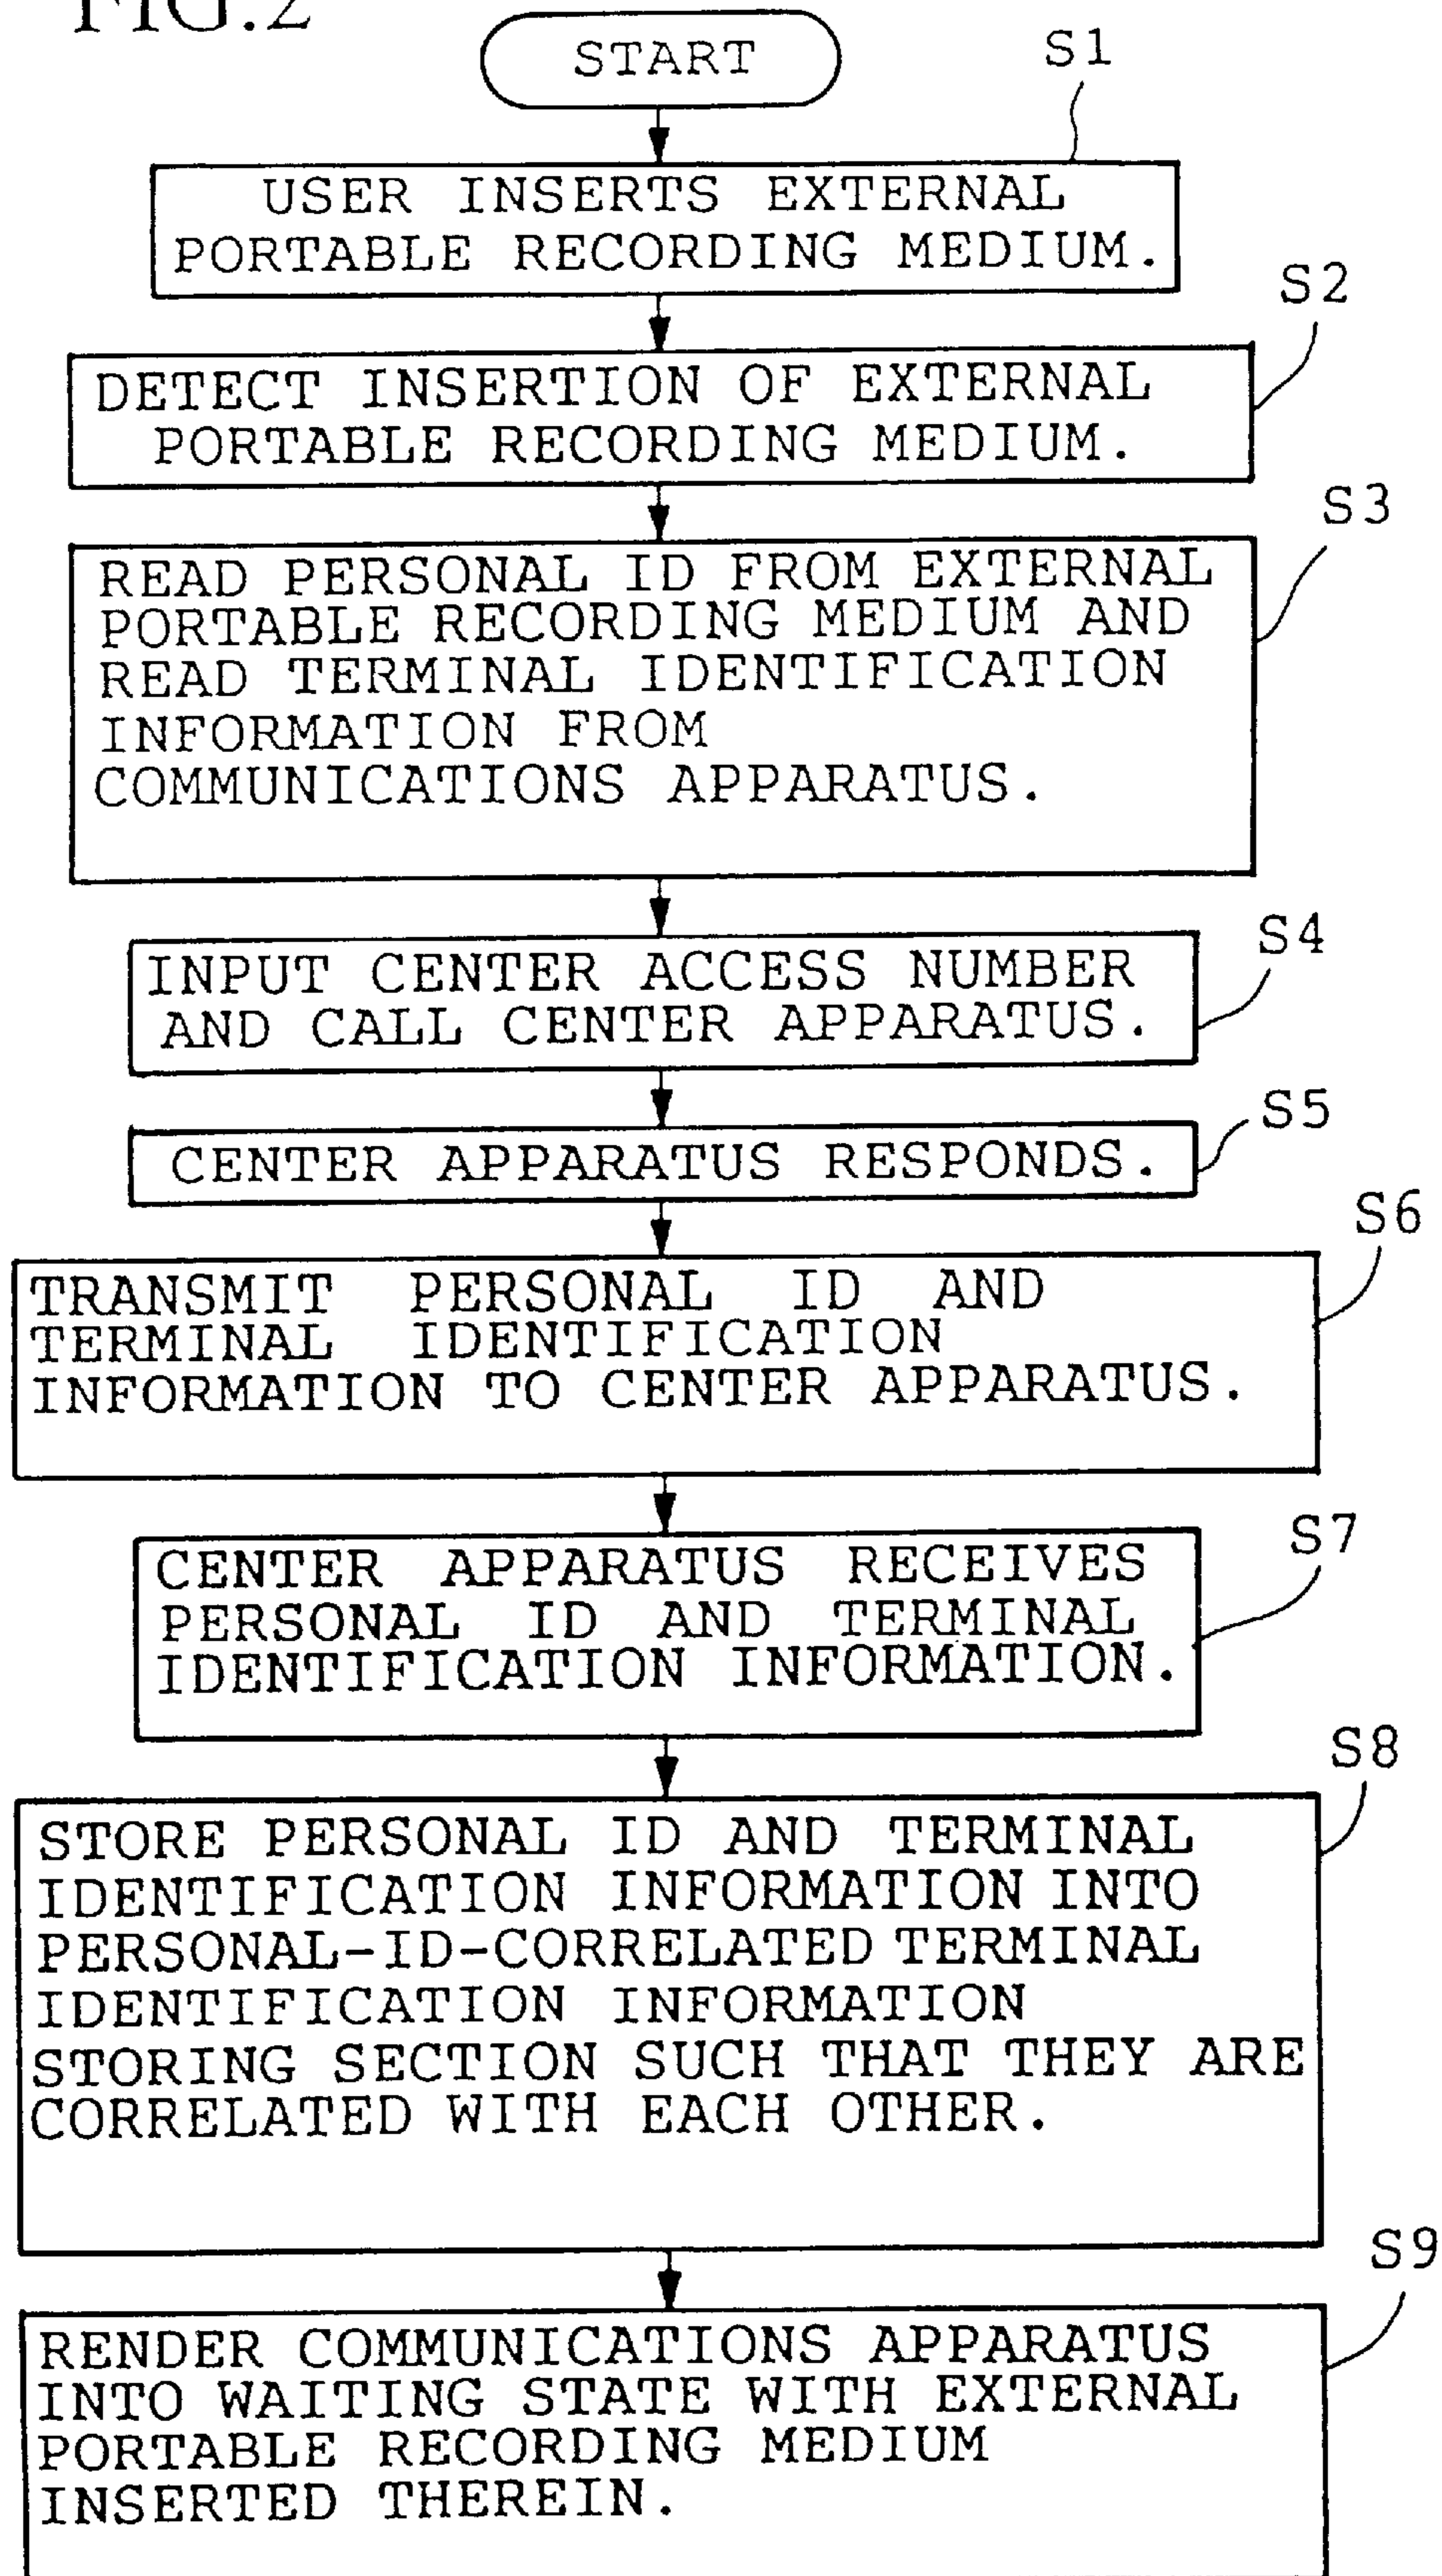 FIG.2
START
S1
USER INSERTS EXTERNAL
PORTABLE RECORDING MEDIUM.
S2
DETECT INSERTION OF EXTERNAL
PORTABLE RECORDING MEDIUM.
S3
READ PERSONAL ID FROM EXTERNAL
PORTABLE RECORDING MEDIUM AND
READ TERMINAL IDENTIFICATION
INFORMATION FROM
COMMUNICATIONS APPARATUS.
S4
INPUT CENTER ACCESS NUMBER
AND CALL CENTER APPARATUS.
S5
CENTER APPARATUS RESPONDS.
S6
TRANSMIT PERSONAL ID AND
TERMINAL IDENTIFICATION
INFORMATION TO CENTER APPARATUS.
S7
CENTER APPARATUS RECEIVES
PERSONAL ID AND TERMINAL
IDENTIFICATION INFORMATION.
S8
STORE PERSONAL ID AND TERMINAL
IDENTIFICATION INFORMATION INTO
PERSONAL-ID-CORRELATED TERMINAL
IDENTIFICATION INFORMATION
STORING SECTION SUCH THAT THEY ARE
CORRELATED WITH EACH OTHER.
S9
RENDER COMMUNICATIONS APPARATUS
INTO WAITING STATE WITH EXTERNAL
PORTABLE RECORDING MEDIUM
INSERTED THEREIN.